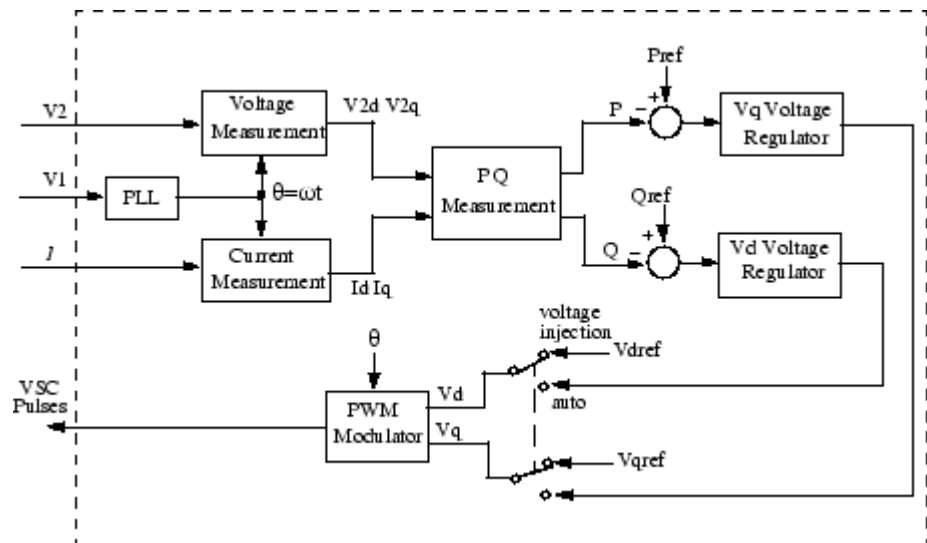 Pref
V2
Voltage
Measurement
V2d V2q
P
+
−
Vq Voltage
Regulator
V1
PLL
θ=ωt
PQ
Measurement
Qref
I
Current
Measurement
Id Iq
Q
+
−
Vd Voltage
Regulator
voltage
injection
θ
Vdref
VSC
Pulses
PWM
Modulator
Vd
Vq
auto
Vqref